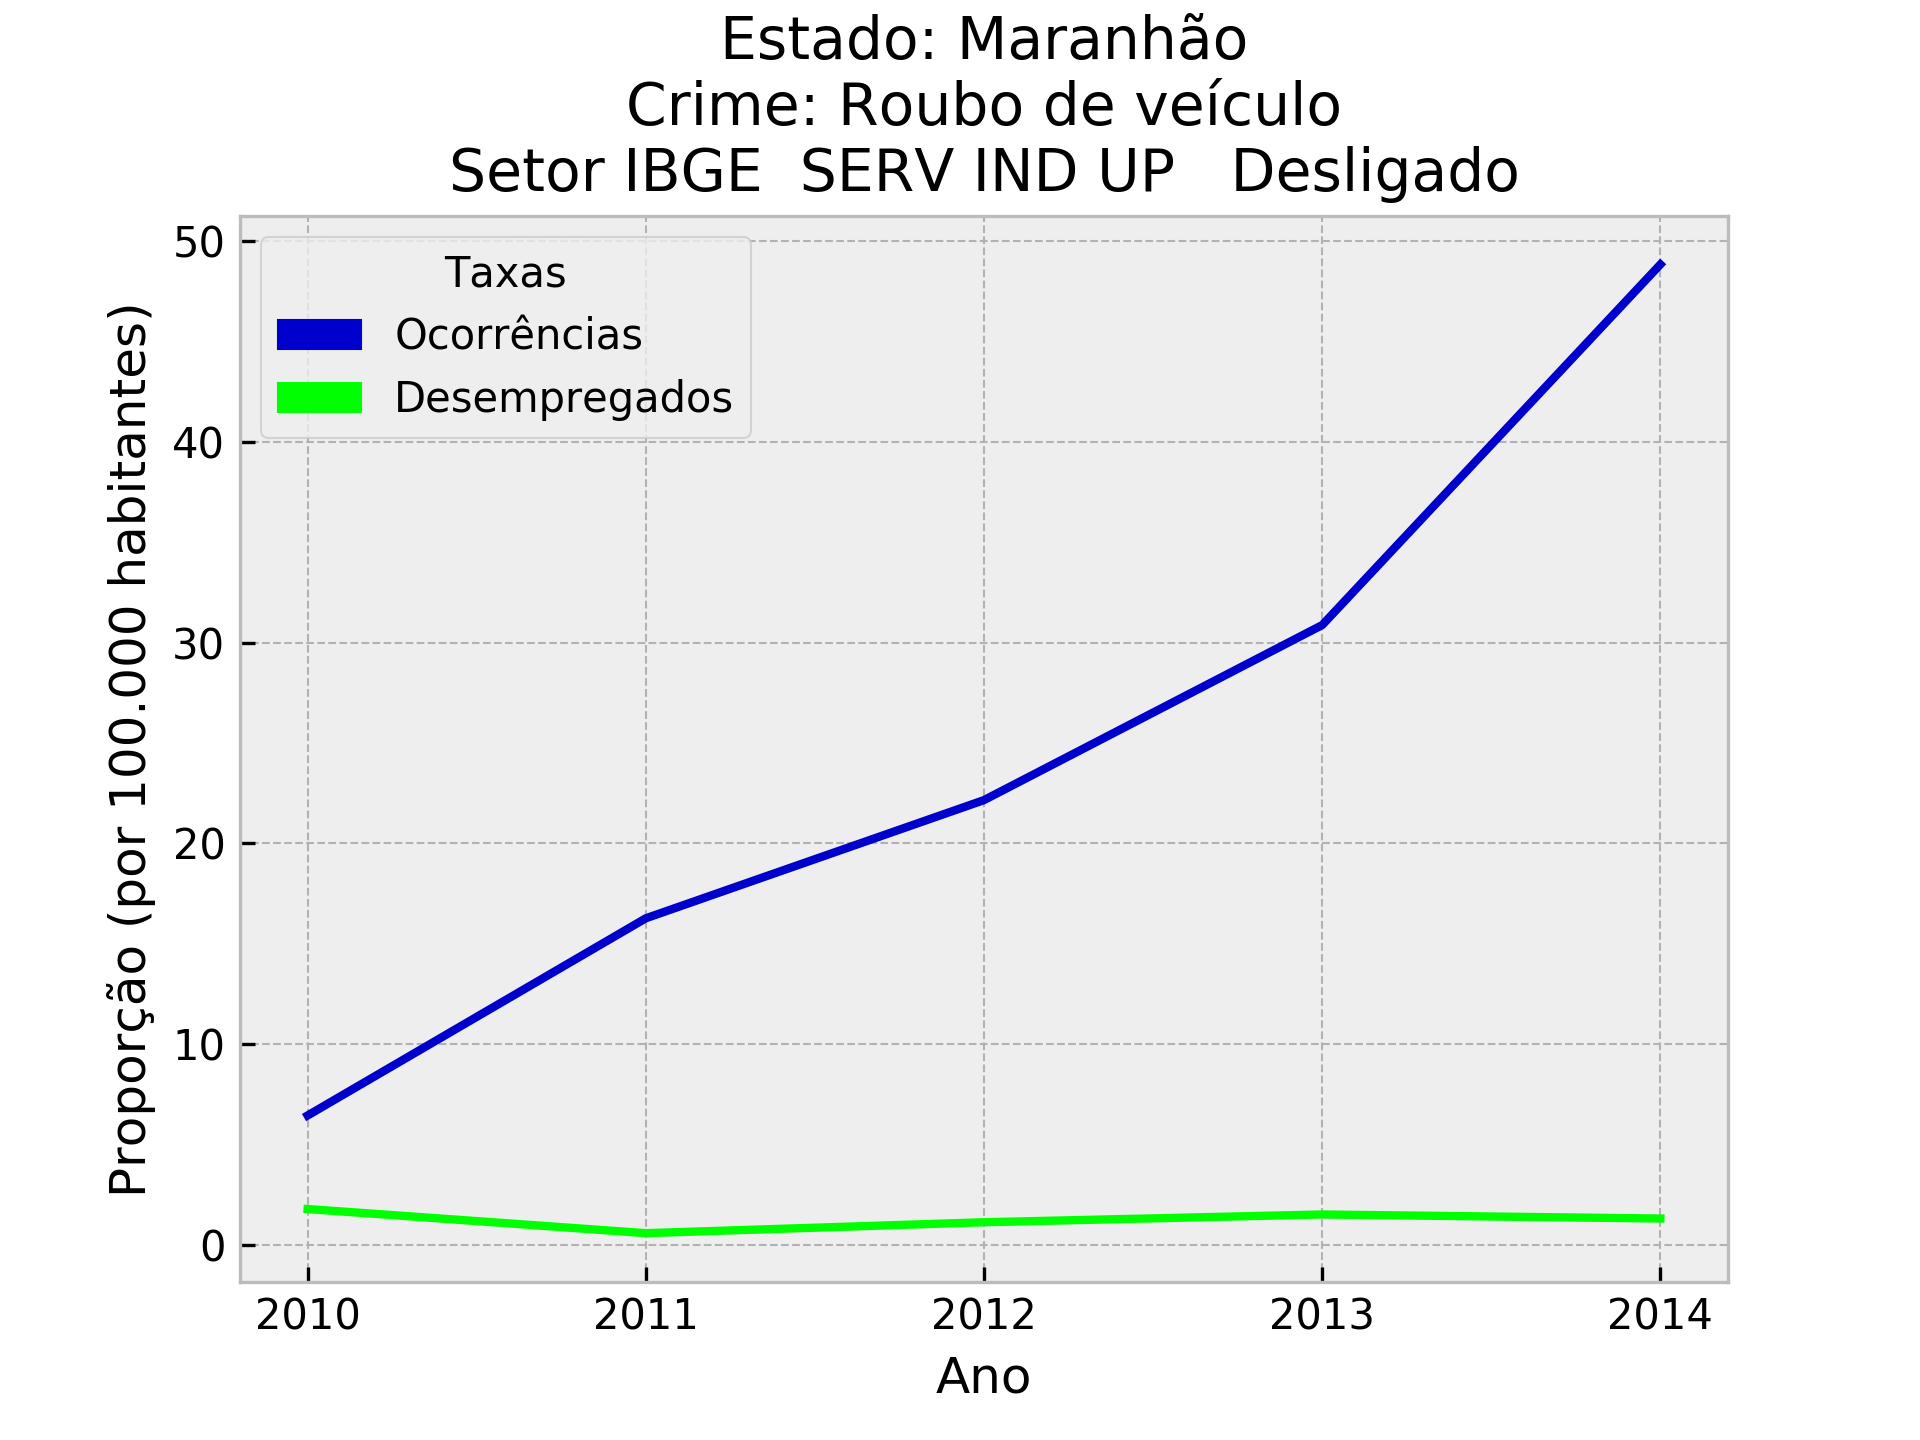 Estado: Maranhão
Crime: Roubo de veículo
Setor IBGE  SERV IND UP   Desligado
Taxas
Ocorrências
Desempregados
Proporção (por 100.000 habitantes)
50
40
30
20
10
0
2010 2011 2012 2013 2014
Ano